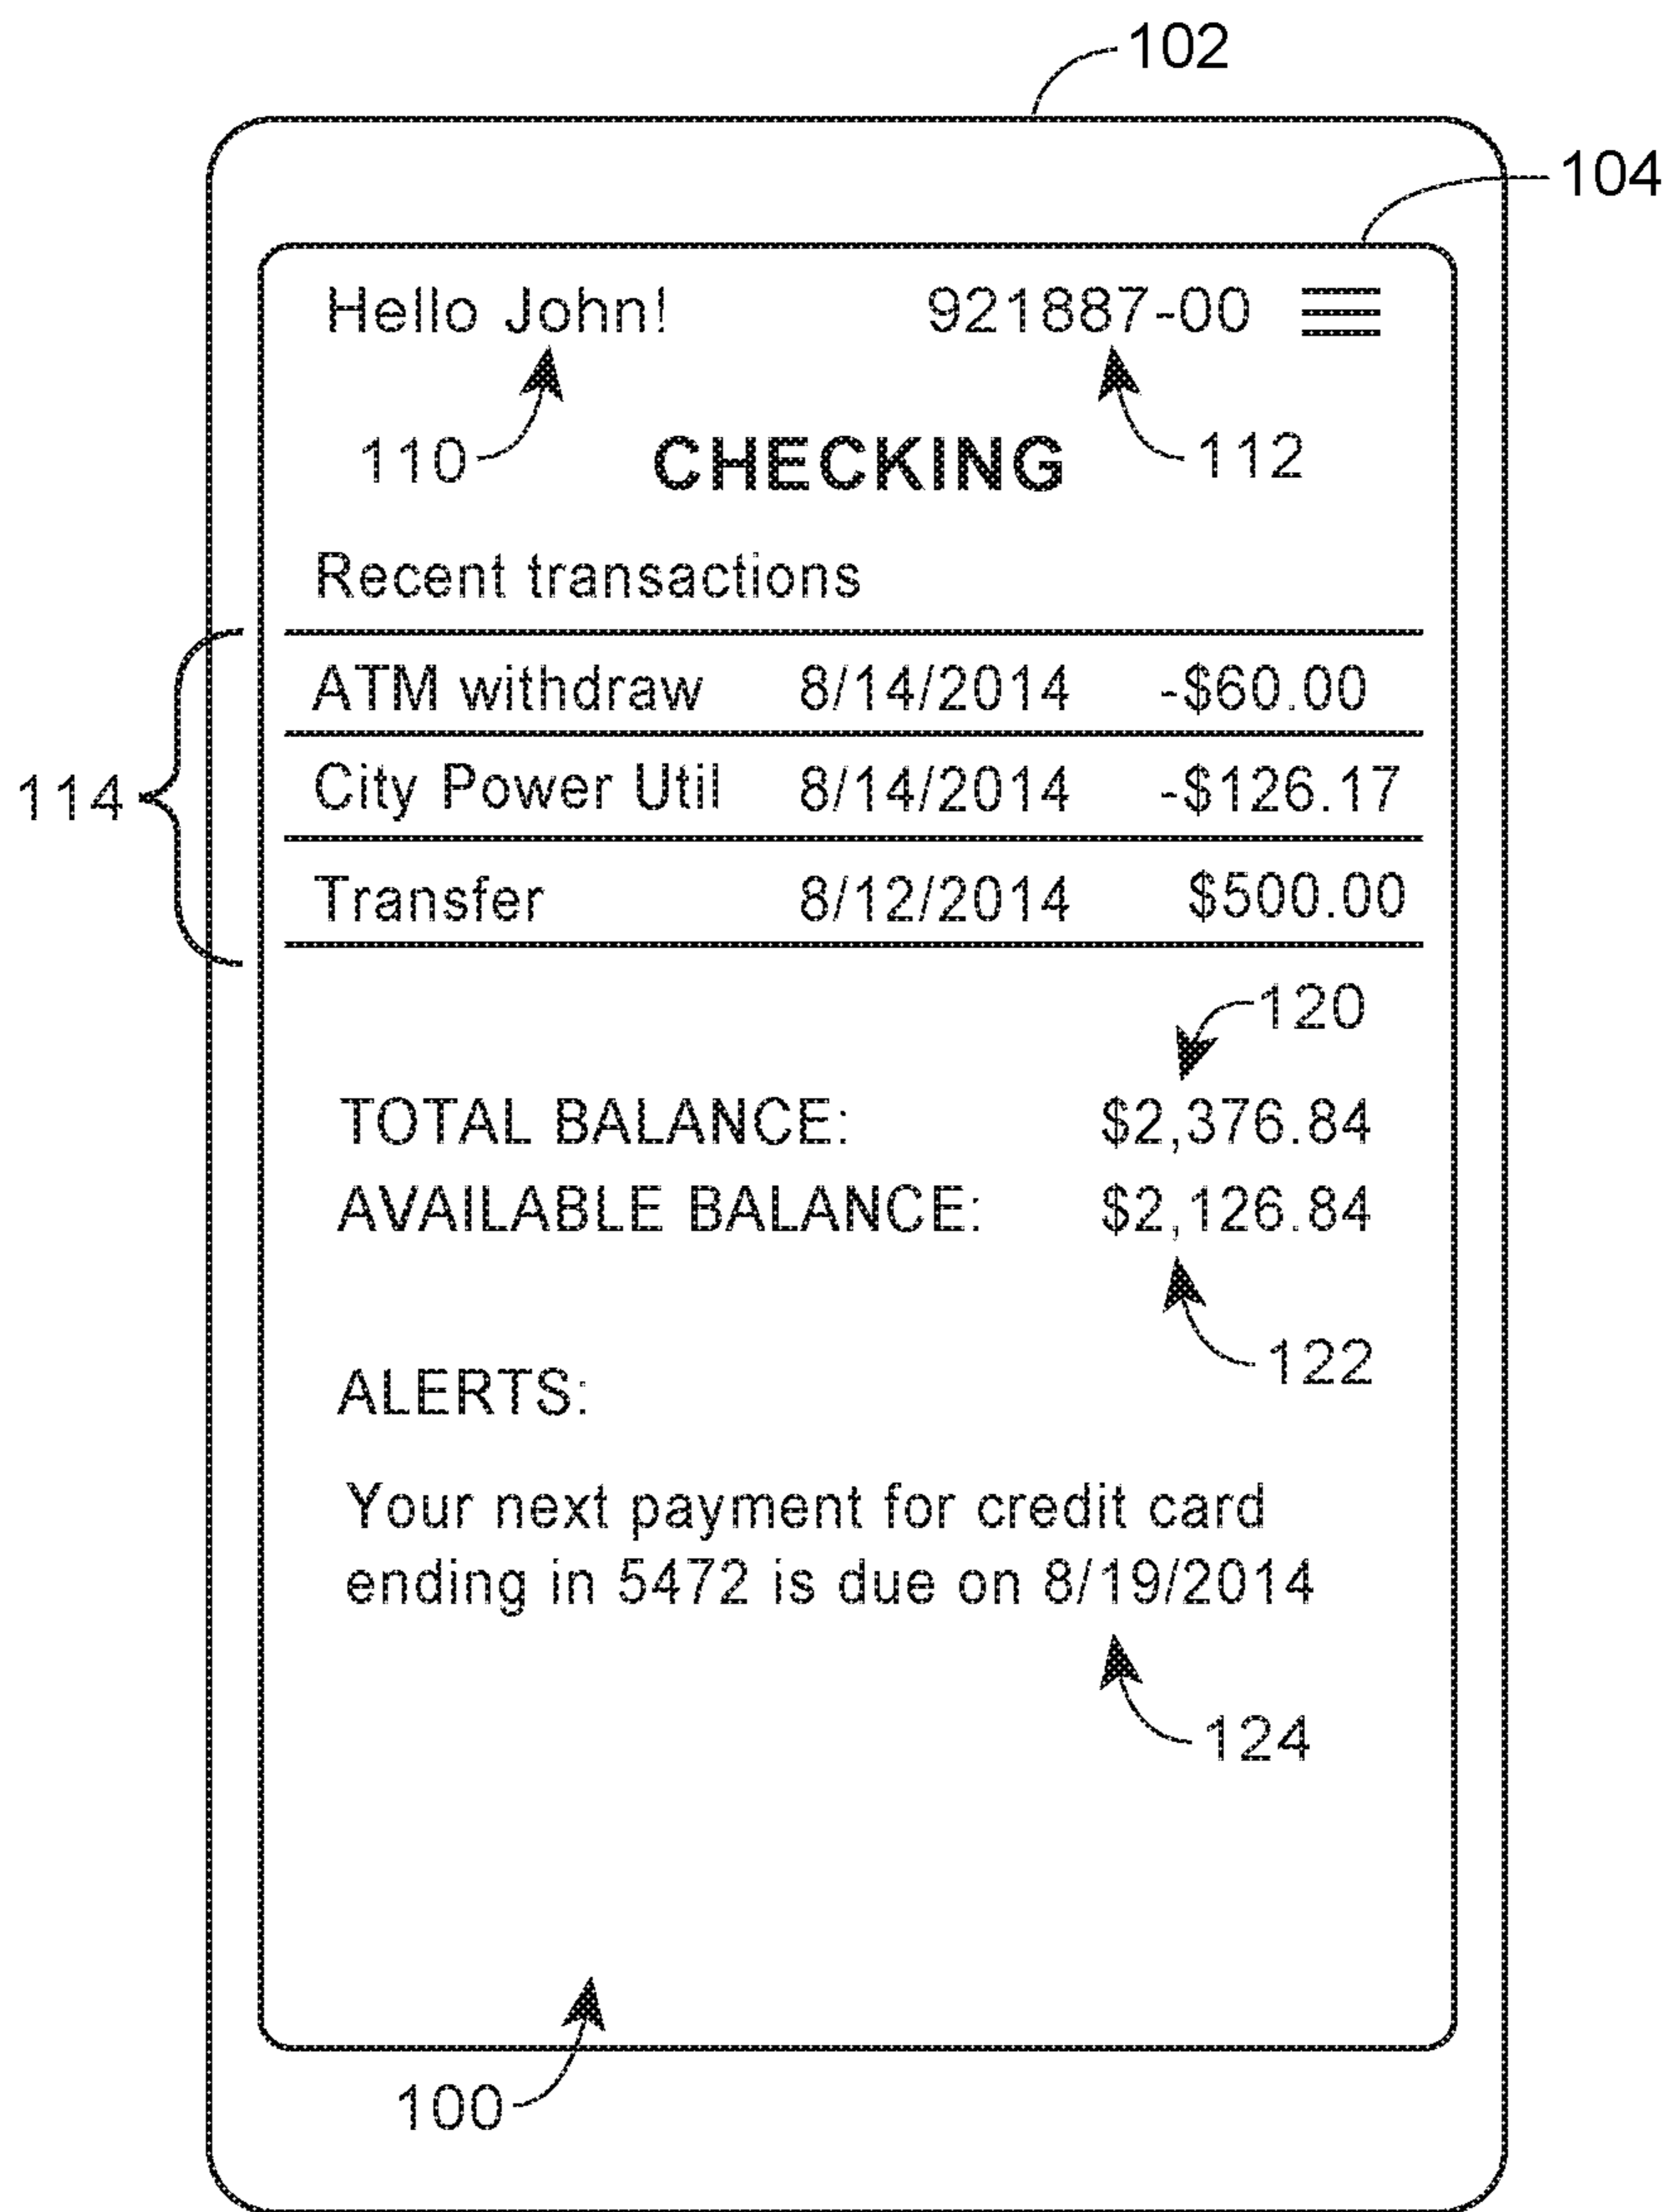 102
104
Hello John! 921887-00
110 CHECKING 112
Recent transactions
ATM withdraw 8/14/2014 -$60.00
114 City Power Util 8/14/2014 -$126.17
Transfer 8/12/2014 $500.00
120
TOTAL BALANCE: $2,376.84
AVAILABLE BALANCE: $2,126.84
122
ALERTS:
Your next payment for credit card
ending in 5472 is due on 8/19/2014
124
100